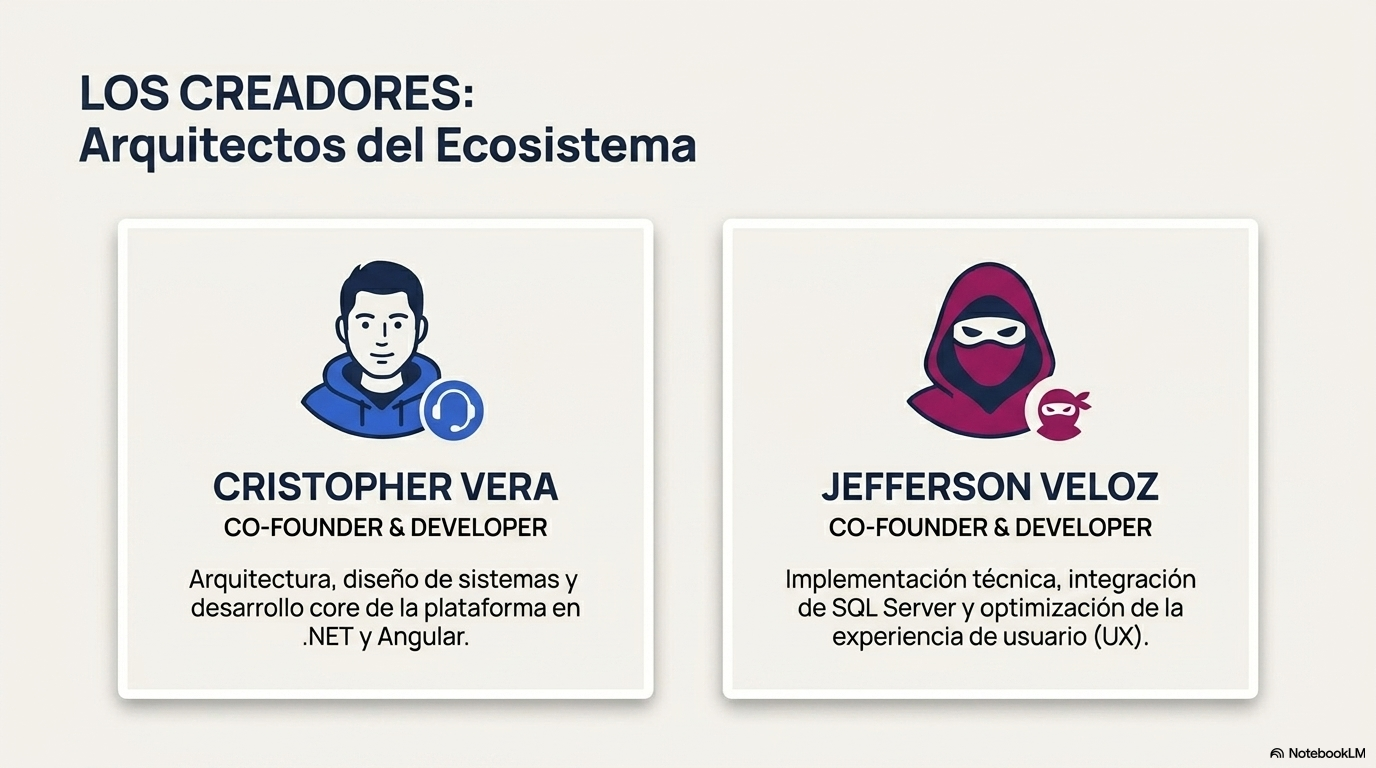 LOS CREADORES:
Arquitectos del Ecosistema
CRISTOPHER VERA
CO-FOUNDER & DEVELOPER
Arquitectura, diseño de sistemas y
desarrollo core de la plataforma en
.NET y Angular.
JEFFERSON VELOZ
CO-FOUNDER & DEVELOPER
Implementación técnica, integración
de SQL Server y optimización de la
experiencia de usuario (UX).
NotebookLM